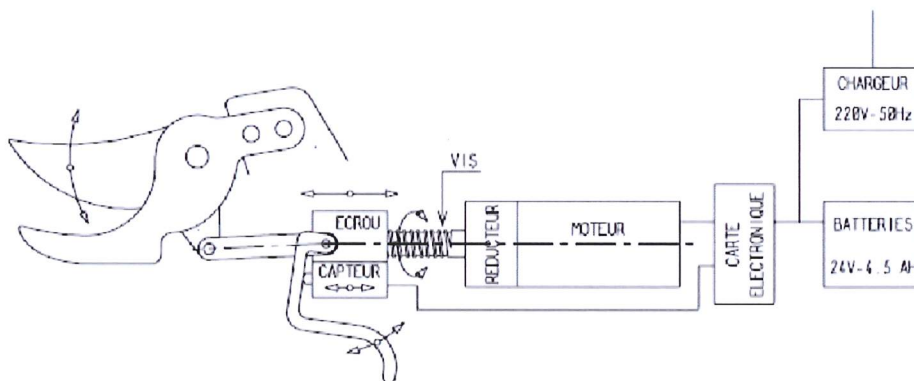 CHARGEUR
220V-50Hz
VIS
ECROU
CAPTEUR
REDUCTEUR
MOTEUR
CARTE
ELECTRONIQUE
BATTERIES
24V-4.5 AH